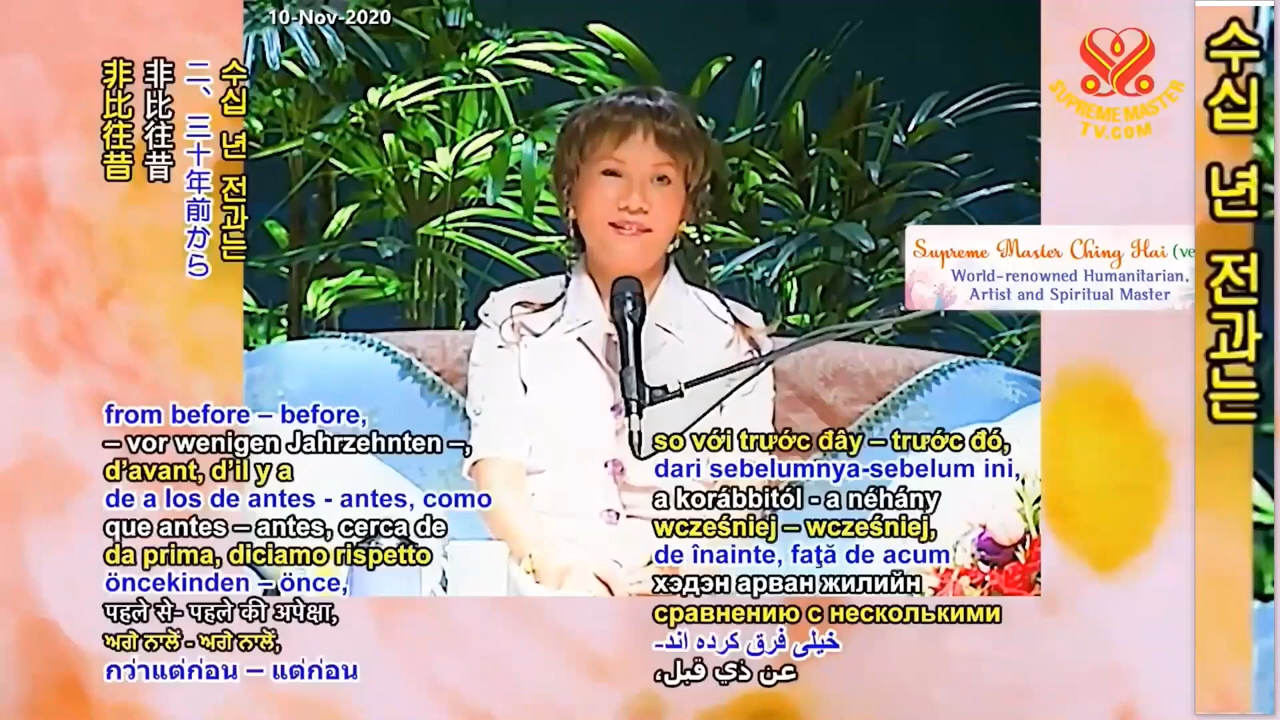 10-Nov-2020
SUPREME MASTER
TV.COM
수십 년 전과는
二、三十年前から
非比往昔
非比往昔
수십 년 전과는
Supreme Master Ching Hai (ve
World-renowned Humanitarian,
Artist and Spiritual Master
from before – before,
– vor wenigen Jahrzehnten –,
d’avant, d’il y a
de a los de antes - antes, como
que antes – antes, cerca de
da prima, diciamo rispetto
öncekinden – önce,
पहले से- पहले की अपेक्षा,
ਅਗੇ ਨਾਲੋਂ - ਅਗੇ ਨਾਲੋਂ,
กว่าแต่ก่อน – แต่ก่อน
so với trước đây – trước đó,
dari sebelumnya-sebelum ini,
a korábbitól - a néhány
wcześniej – wcześniej,
de înainte, faţă de acum
хэдэн арван жилийн
сравнению с несколькими
خیلی فرق کرده اند-
عن ذي قبل،